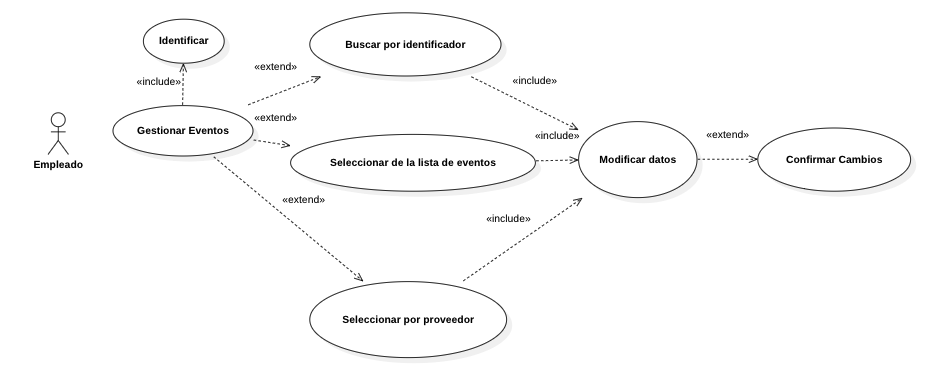 Identificar
Buscar por identificador
«extend»
«include»
«include»
«extend»
Gestionar Eventos
«include»
«extend»
Empleado
Seleccionar de la lista de eventos
Modificar datos
Confirmar Cambios
«extend»
«include»
Seleccionar por proveedor